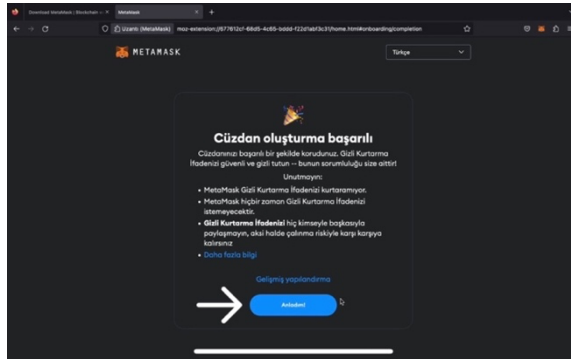 Download MetaMask | Blockchain
Metamask
Uzantı (MetaMask)
METAMASK
Türkçe
Cüzdan oluşturma başarılı
Cüzdanınızı başarılı bir şekilde korudunuz. Gizli Kurtarma
İfadenizi güvenli ve gizli tutun -- bunun sorumluluğu size aittir!
Unutmayın:
• MetaMask Gizli Kurtarma İfadenizi kurtaramıyor.
• MetaMask hiçbir zaman Gizli Kurtarma İfadenizi
istemeyecektir.
• Gizli Kurtarma İfadenizi hiç kimseyle başkasıyla
paylaşmayın, aksi halde çalınma riskiyle karşı karşıya
kalırsınız
• Daha fazla bilgi
Gelişmiş yapılandırma
Anladım!